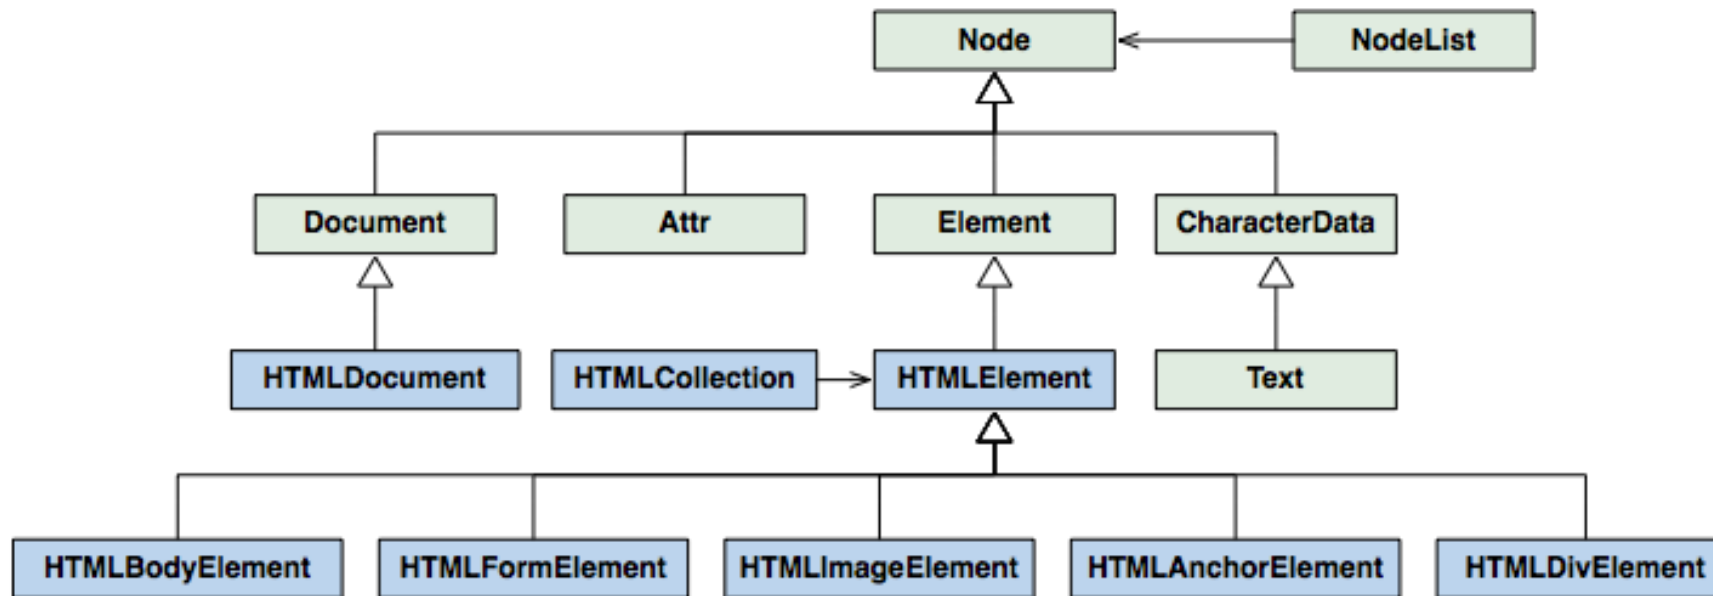 Node
NodeList
Document
Attr
Element
CharacterData
HTMLDocument
HTMLCollection
HTMLElement
Text
HTMLBodyElement
HTMLFormElement
HTMLImageElement
HTMLAnchorElement
HTMLDivElement